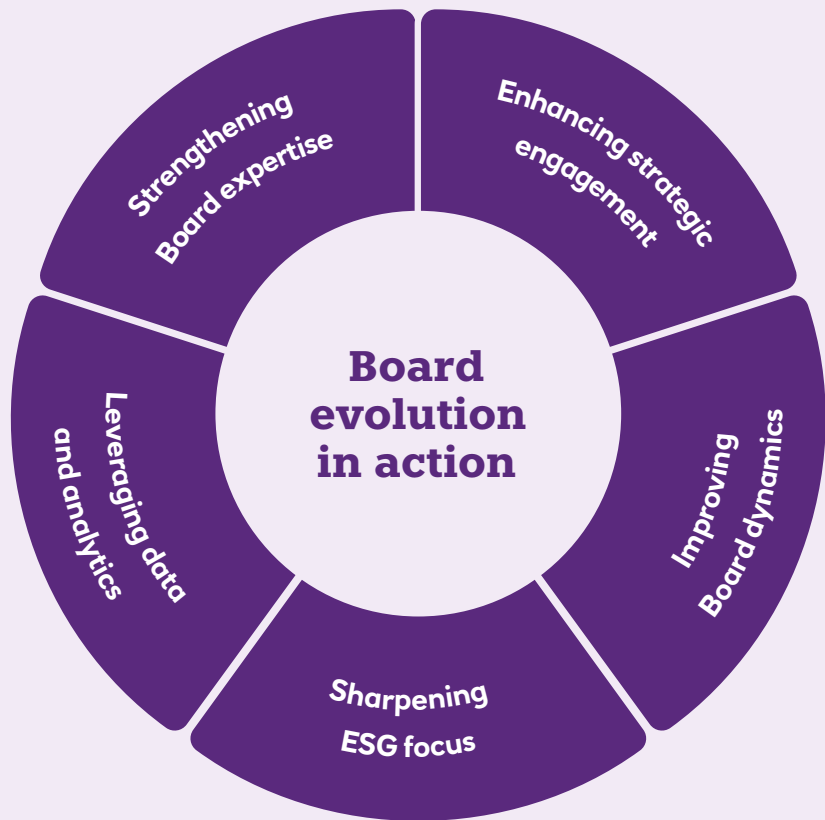 Board
evolution
in action
Enhancing strategic
engagement
Improving
Board dynamics
Sharpening
ESG focus
Leveraging data
and analytics
Strengthening
Board expertise